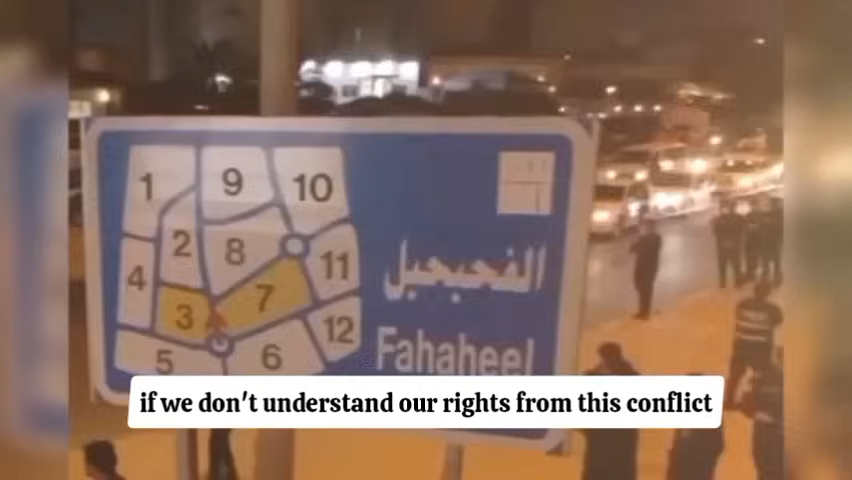 1 9 10
2 8 11
4
3 7 12
5 6
الفحيحيل
Fahaheel
if we don't understand our rights from this conflict